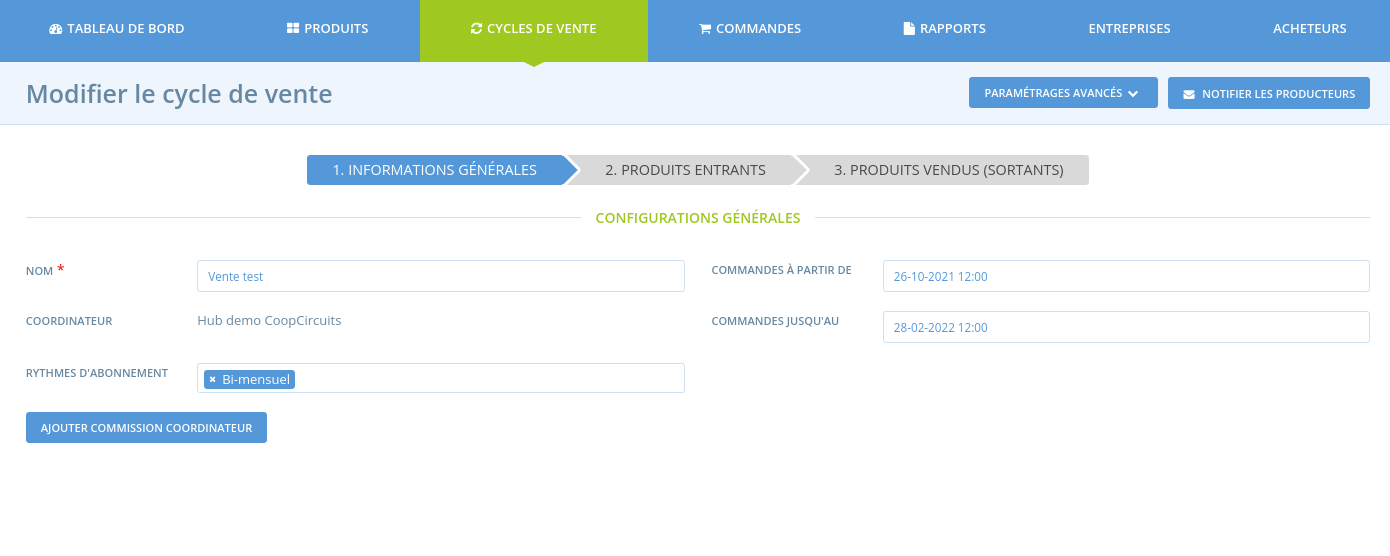 TABLEAU DE BORD PRODUITS CYCLES DE VENTE COMMANDES RAPPORTS ENTREPRISES ACHETEURS
Modifier le cycle de vente PARAMÉTRAGES AVANCÉS NOTIFIER LES PRODUCTEURS
1. INFORMATIONS GÉNÉRALES 2. PRODUITS ENTRANTS 3. PRODUITS VENDUS (SORTANTS)
CONFIGURATIONS GÉNÉRALES
NOM * Vente test COMMANDES À PARTIR DE 26-10-2021 12:00
COORDINATEUR Hub demo CoopCircuits COMMANDES JUSQU'AU 28-02-2022 12:00
RYTHMES D'ABONNEMENT × Bi-mensuel
AJOUTER COMMISSION COORDINATEUR